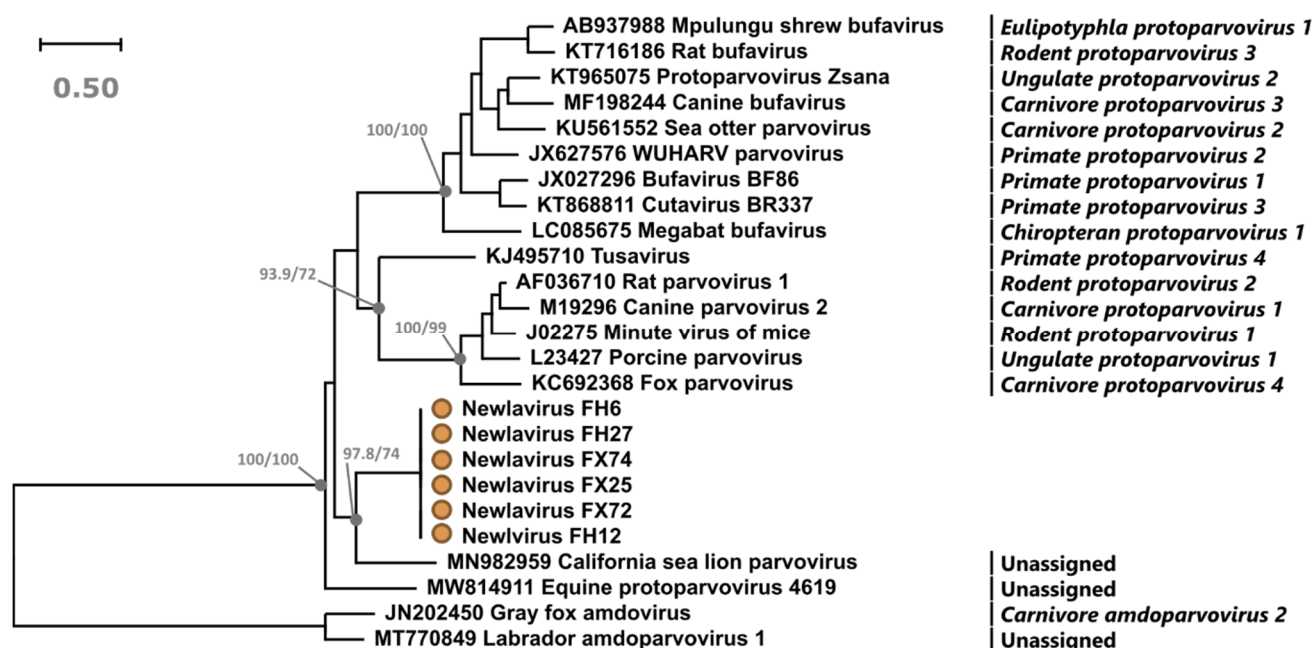 0.50
AB937988 Mpulungu shrew bufavirus Eulipotyphla protoparvovirus 1
KT716186 Rat bufavirus Rodent protoparvovirus 3
KT965075 Protoparvovirus Zsana Ungulate protoparvovirus 2
MF198244 Canine bufavirus Carnivore protoparvovirus 3
KU561552 Sea otter parvovirus Carnivore protoparvovirus 2
100/100
JX627576 WUHARV parvovirus Primate protoparvovirus 2
JX027296 Bufavirus BF86 Primate protoparvovirus 1
KT868811 Cutavirus BR337 Primate protoparvovirus 3
LC085675 Megabat bufavirus Chiropteran protoparvovirus 1
KJ495710 Tusavirus Primate protoparvovirus 4
93.9/72
AF036710 Rat parvovirus 1 Rodent protoparvovirus 2
M19296 Canine parvovirus 2 Carnivore protoparvovirus 1
100/99
J02275 Minute virus of mice Rodent protoparvovirus 1
L23427 Porcine parvovirus Ungulate protoparvovirus 1
KC692368 Fox parvovirus Carnivore protoparvovirus 4
Newlavirus FH6
Newlavirus FH27
100/100
97.8/74
Newlavirus FX74
Newlavirus FX25
Newlavirus FX72
Newlvirus FH12
MN982959 California sea lion parvovirus Unassigned
MW814911 Equine protoparvovirus 4619 Unassigned
JN202450 Gray fox amdovirus Carnivore amdoparvovirus 2
MT770849 Labrador amdoparvovirus 1 Unassigned